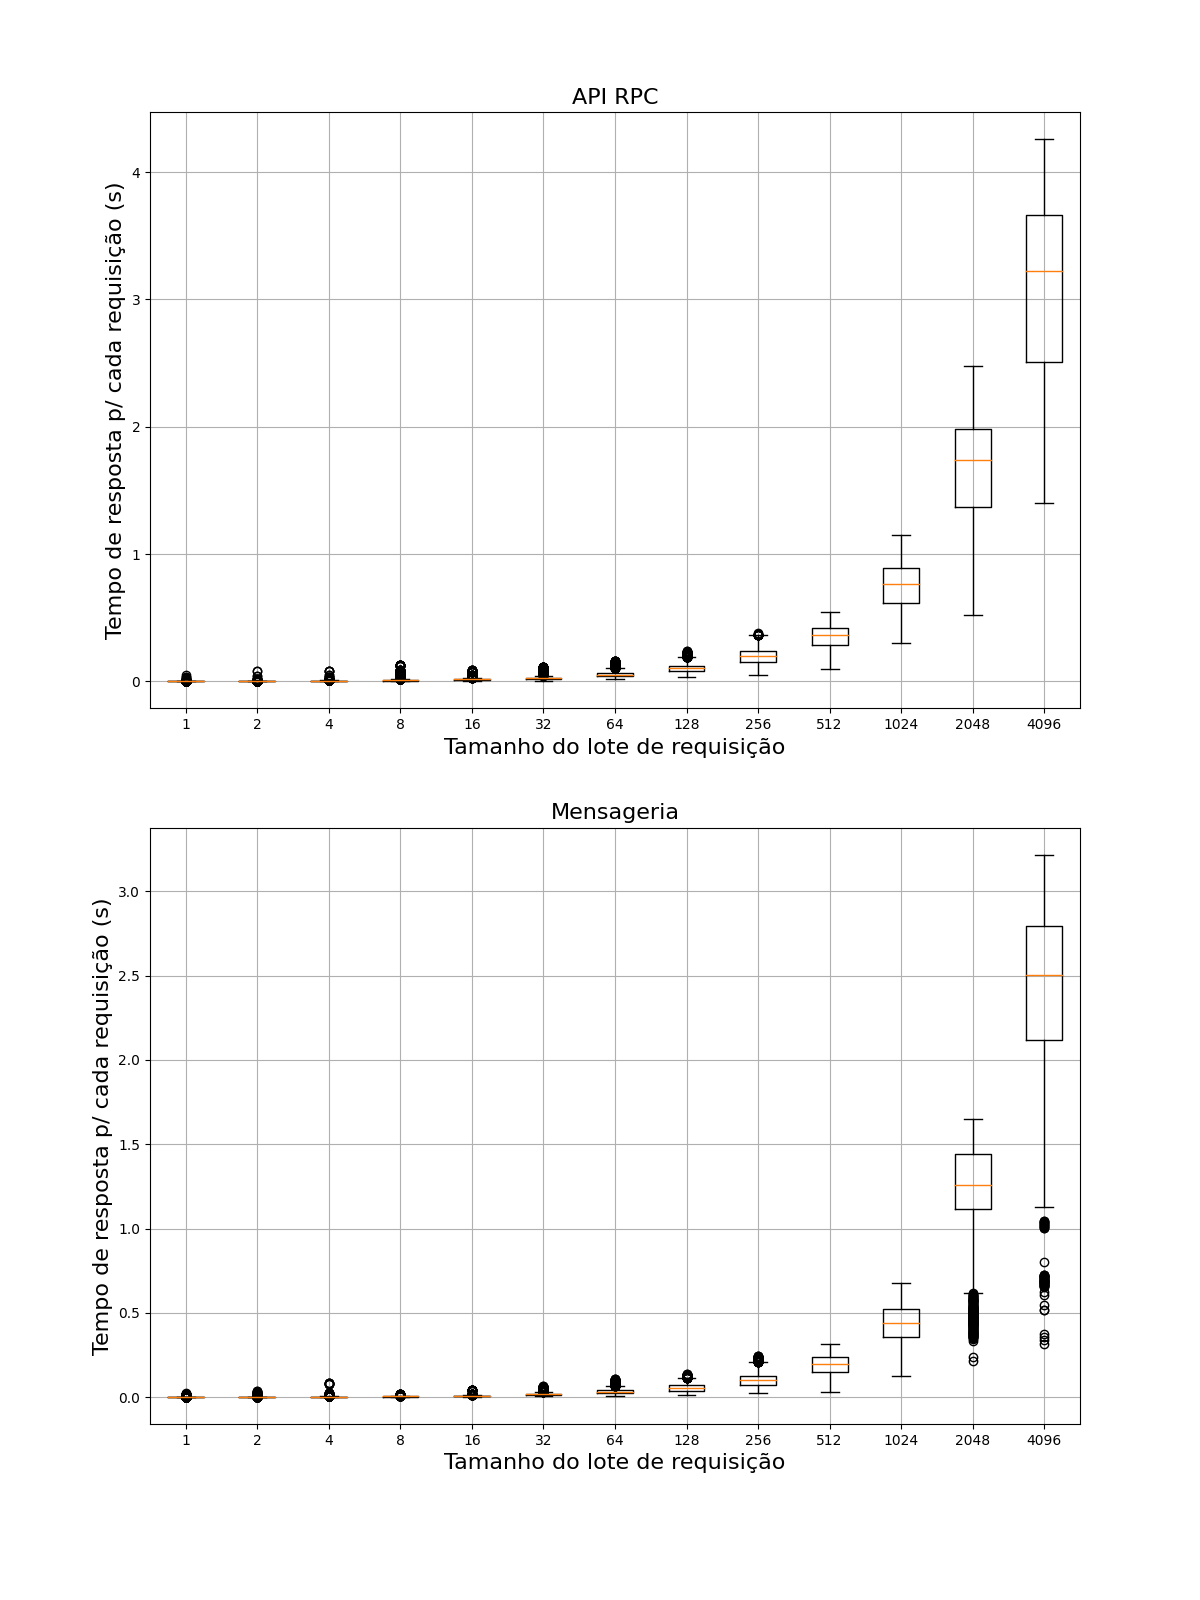 API RPC
Tempo de resposta p/ cada requisição (s)
4
3
2
1
0
1 2 4 8 16 32 64 128 256 512 1024 2048 4096
Tamanho do lote de requisição
Mensageria
Tempo de resposta p/ cada requisição (s)
3.0
2.5
2.0
1.5
1.0
0.5
0.0
1 2 4 8 16 32 64 128 256 512 1024 2048 4096
Tamanho do lote de requisição